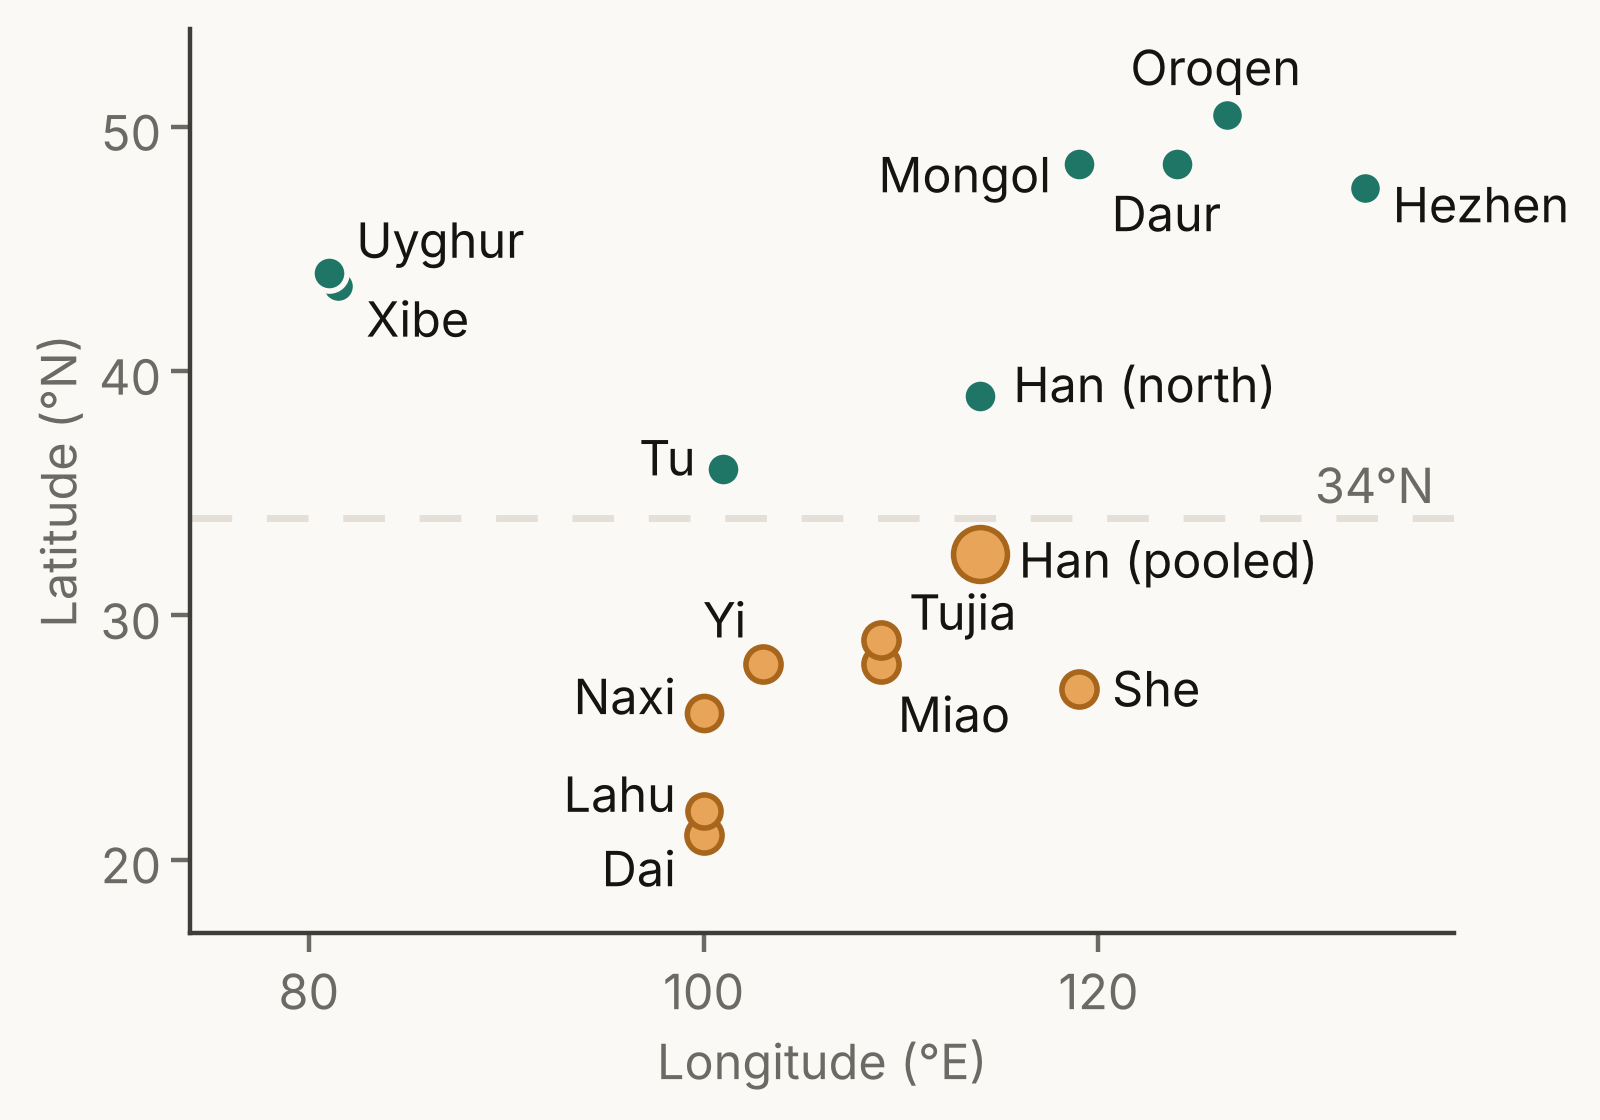 Oroqen
50
Mongol
Daur
Hezhen
Uyghur
Xibe
Latitude (°N)
40
Han (north)
Tu
34°N
Han (pooled)
30
Yi
Tujia
Naxi
Miao
She
Lahu
Dai
20
80
100
120
Longitude (°E)